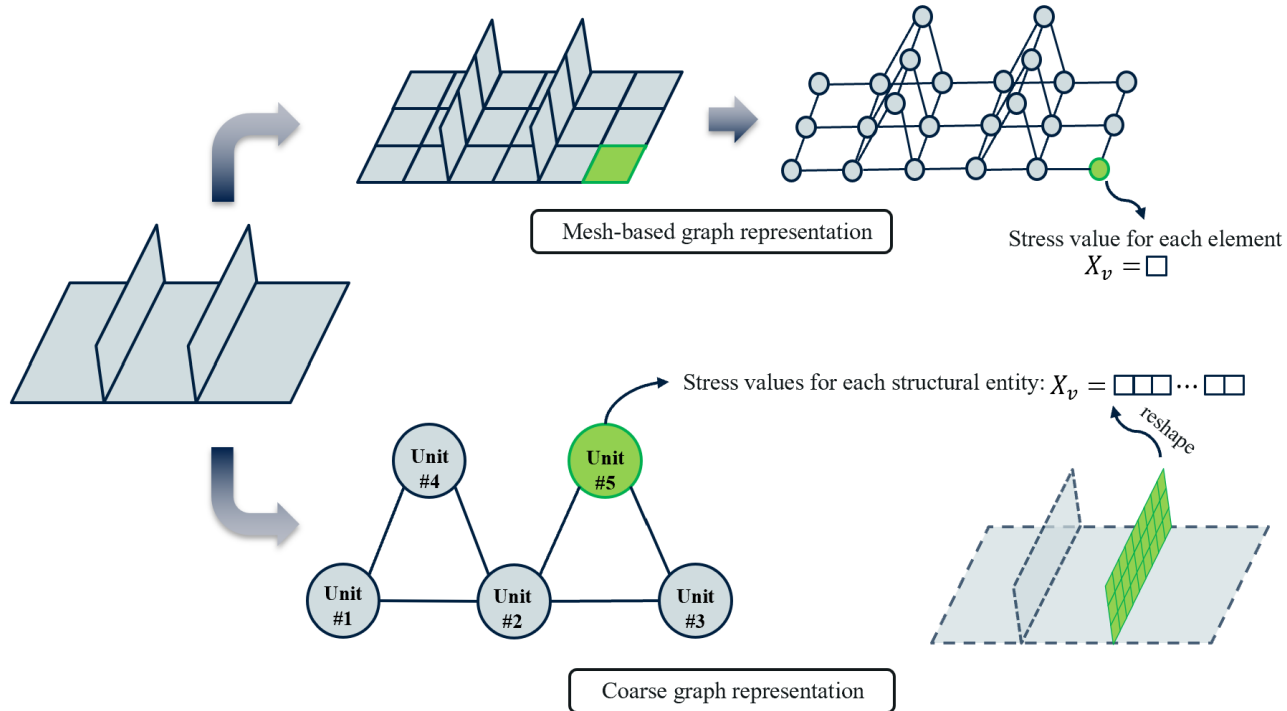 Mesh-based graph representation
Stress value for each element
X_v = □
Stress values for each structural entity: X_v = □□□ ⋯ □□
reshape
Unit
#4
Unit
#5
Unit
#1
Unit
#2
Unit
#3
Coarse graph representation